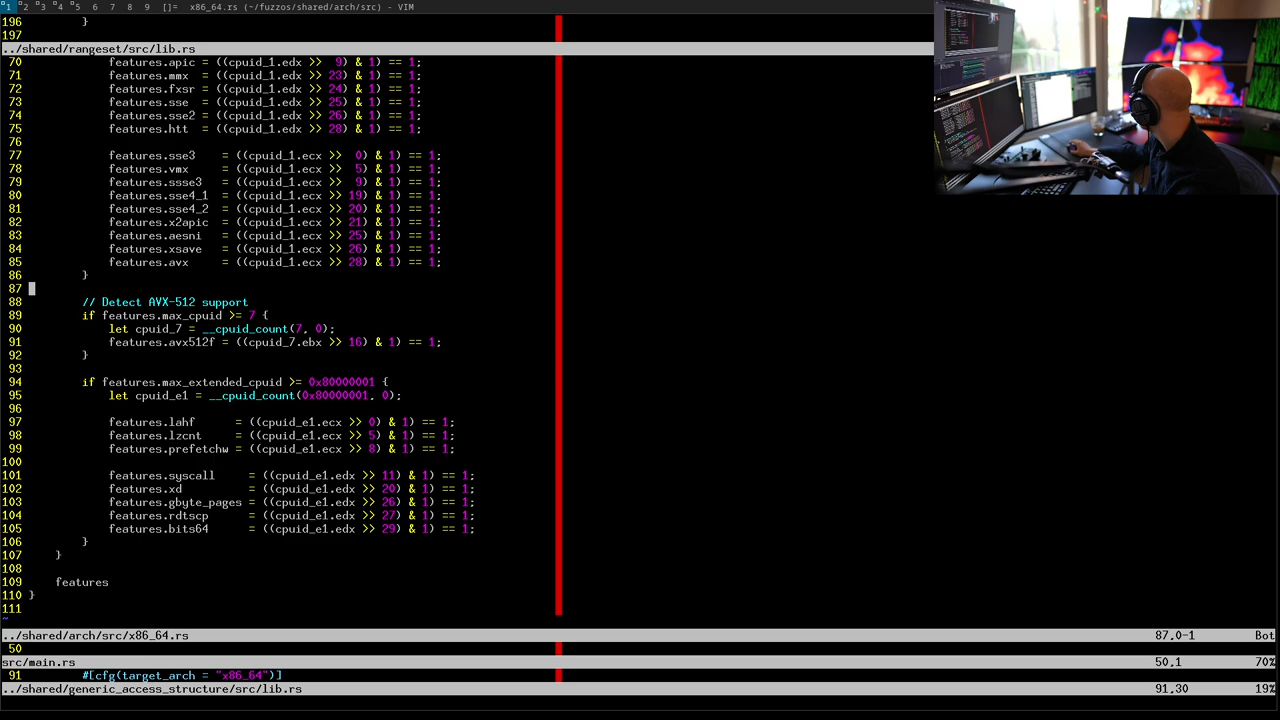 1 2 3 4 5 6 7 8 9 []= x86_64.rs (~/fuzzos/shared/arch/src) - VIM
196         }
197
../shared/rangeset/src/lib.rs
70             features.apic = ((cpuid_1.edx >>  9) & 1) == 1;
71             features.mmx  = ((cpuid_1.edx >> 23) & 1) == 1;
72             features.fxsr = ((cpuid_1.edx >> 24) & 1) == 1;
73             features.sse  = ((cpuid_1.edx >> 25) & 1) == 1;
74             features.sse2 = ((cpuid_1.edx >> 26) & 1) == 1;
75             features.htt  = ((cpuid_1.edx >> 28) & 1) == 1;
76
77             features.sse3    = ((cpuid_1.ecx >>  0) & 1) == 1;
78             features.vmx     = ((cpuid_1.ecx >>  5) & 1) == 1;
79             features.ssse3   = ((cpuid_1.ecx >>  9) & 1) == 1;
80             features.sse4_1  = ((cpuid_1.ecx >> 19) & 1) == 1;
81             features.sse4_2  = ((cpuid_1.ecx >> 20) & 1) == 1;
82             features.x2apic  = ((cpuid_1.ecx >> 21) & 1) == 1;
83             features.aesni   = ((cpuid_1.ecx >> 25) & 1) == 1;
84             features.xsave   = ((cpuid_1.ecx >> 26) & 1) == 1;
85             features.avx     = ((cpuid_1.ecx >> 28) & 1) == 1;
86         }
87
88         // Detect AVX-512 support
89         if features.max_cpuid >= 7 {
90             let cpuid_7 = __cpuid_count(7, 0);
91             features.avx512f = ((cpuid_7.ebx >> 16) & 1) == 1;
92         }
93
94         if features.max_extended_cpuid >= 0x80000001 {
95             let cpuid_e1 = __cpuid_count(0x80000001, 0);
96
97             features.lahf      = ((cpuid_e1.ecx >> 0) & 1) == 1;
98             features.lzcnt     = ((cpuid_e1.ecx >> 5) & 1) == 1;
99             features.prefetchw = ((cpuid_e1.ecx >> 8) & 1) == 1;
100
101             features.syscall     = ((cpuid_e1.edx >> 11) & 1) == 1;
102             features.xd          = ((cpuid_e1.edx >> 20) & 1) == 1;
103             features.gbyte_pages = ((cpuid_e1.edx >> 26) & 1) == 1;
104             features.rdtscp      = ((cpuid_e1.edx >> 27) & 1) == 1;
105             features.bits64      = ((cpuid_e1.edx >> 29) & 1) == 1;
106         }
107     }
108
109     features
110 }
111
~
../shared/arch/src/x86_64.rs 87,0-1 Bot
50
src/main.rs 50,1 70%
91         #[cfg(target_arch = "x86_64")]
../shared/generic_access_structure/src/lib.rs 91,30 19%